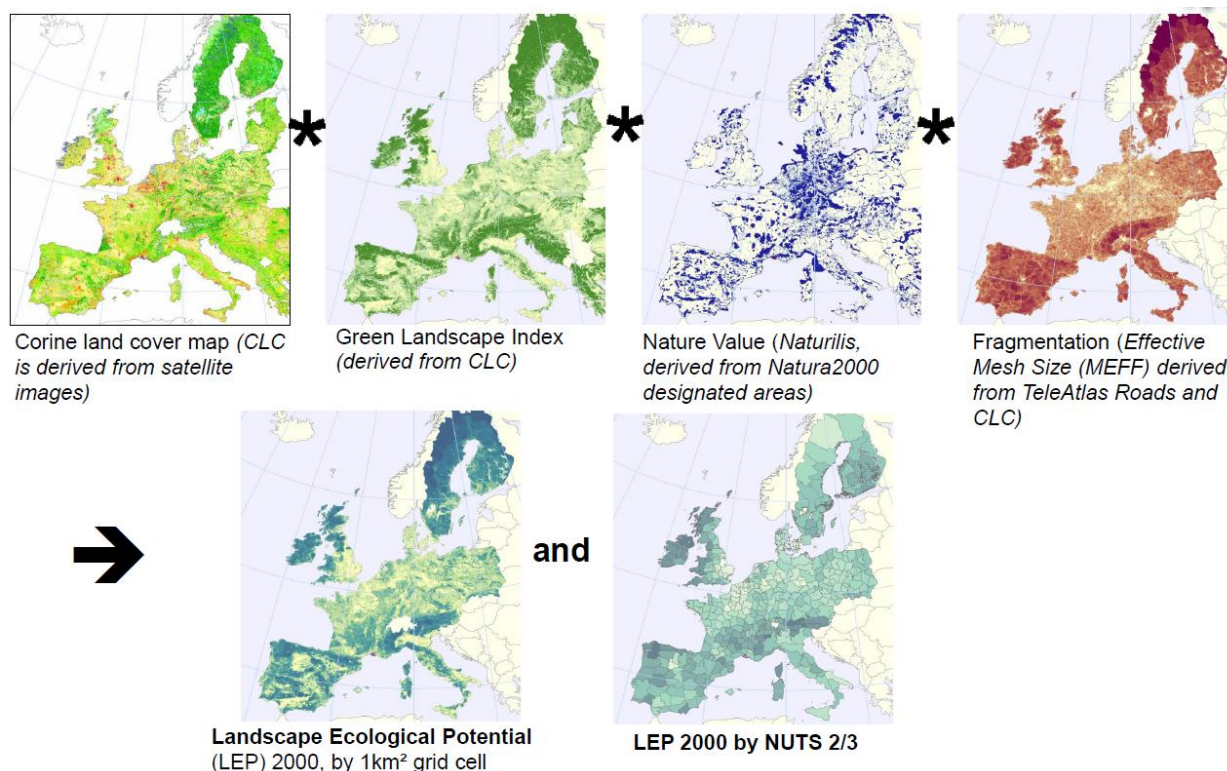 *
*
*
Corine land cover map (CLC
is derived from satellite
images)
Green Landscape Index
(derived from CLC)
Nature Value (Naturilis,
derived from Natura2000
designated areas)
Fragmentation (Effective
Mesh Size (MEFF) derived
from TeleAtlas Roads and
CLC)
➔
and
Landscape Ecological Potential
(LEP) 2000, by 1km² grid cell
LEP 2000 by NUTS 2/3